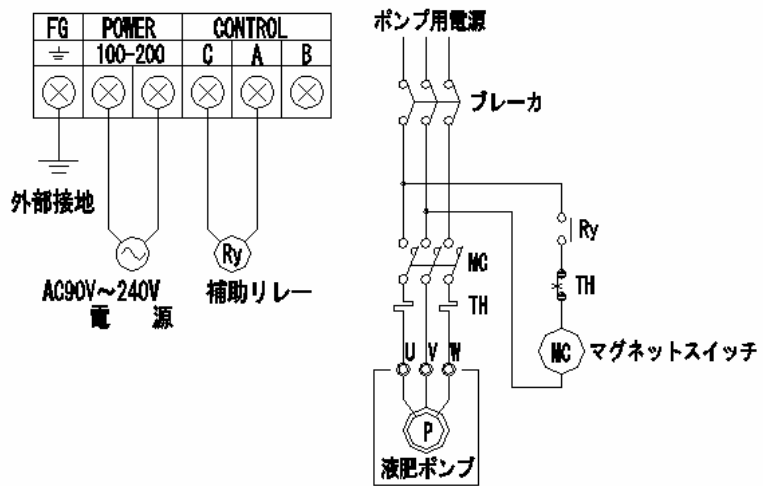 FG POWER CONTROL
100-200 C A B
外部接地
AC90V～240V
電 源
Ry
補助リレー
ポンプ用電源
ブレーカ
Ry
MC
TH
TH
U V W
MC
マグネットスイッチ
P
液肥ポンプ